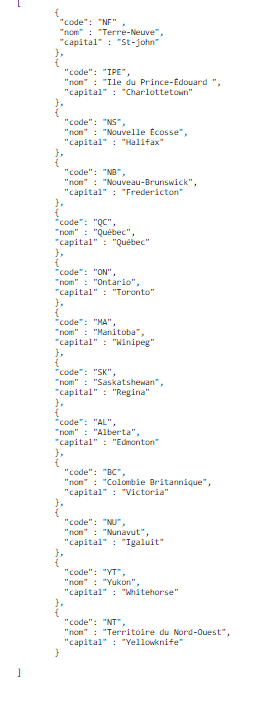 [
{
"code": "NF" ,
"nom" : "Terre-Neuve",
"capital" : "St-john"
},
{
"code": "IPE",
"nom" : "Ile du Prince-Édouard ",
"capital" : "Charlottetown"
},
{
"code": "NS",
"nom" : "Nouvelle Écosse",
"capital" : "Halifax"
},
{
"code": "NB",
"nom" : "Nouveau-Brunswick",
"capital" : "Fredericton"
},
{
"code": "QC",
"nom" : "Québec",
"capital" : "Québec"
},
{
"code": "ON",
"nom" : "Ontario",
"capital" : "Toronto"
},
{
"code": "MA",
"nom" : "Manitoba",
"capital" : "Winipeg"
},
{
"code": "SK",
"nom" : "Saskatshewan",
"capital" : "Regina"
},
{
"code": "AL",
"nom" : "Alberta",
"capital" : "Edmonton"
},
{
"code": "BC",
"nom" : "Colombie Britannique",
"capital" : "Victoria"
},
{
"code": "NU",
"nom" : "Nunavut",
"capital" : "Igaluit"
},
{
"code": "YT",
"nom" : "Yukon",
"capital" : "Whitehorse"
},
{
"code": "NT",
"nom" : "Territoire du Nord-Ouest",
"capital" : "Yellowknife"
}
]